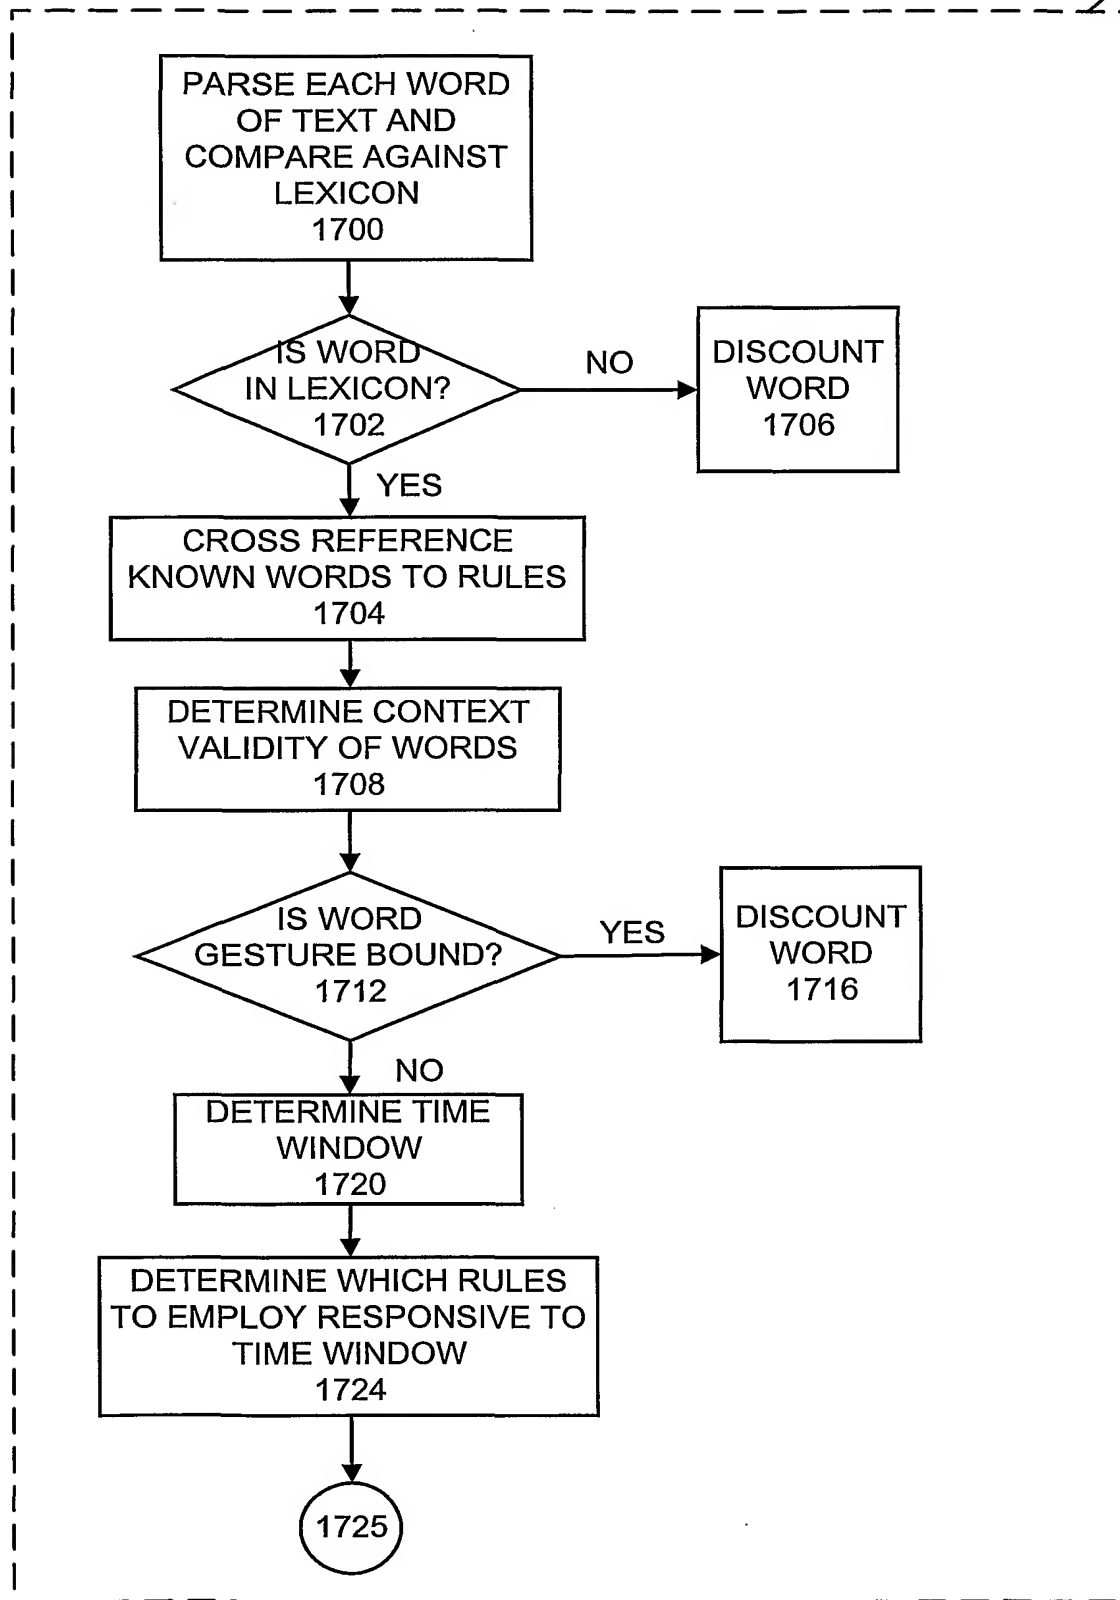 PARSE EACH WORD
OF TEXT AND
COMPARE AGAINST
LEXICON
1700
IS WORD
IN LEXICON?
1702
NO
DISCOUNT
WORD
1706
YES
CROSS REFERENCE
KNOWN WORDS TO RULES
1704
DETERMINE CONTEXT
VALIDITY OF WORDS
1708
IS WORD
GESTURE BOUND?
1712
YES
DISCOUNT
WORD
1716
NO
DETERMINE TIME
WINDOW
1720
DETERMINE WHICH RULES
TO EMPLOY RESPONSIVE TO
TIME WINDOW
1724
1725